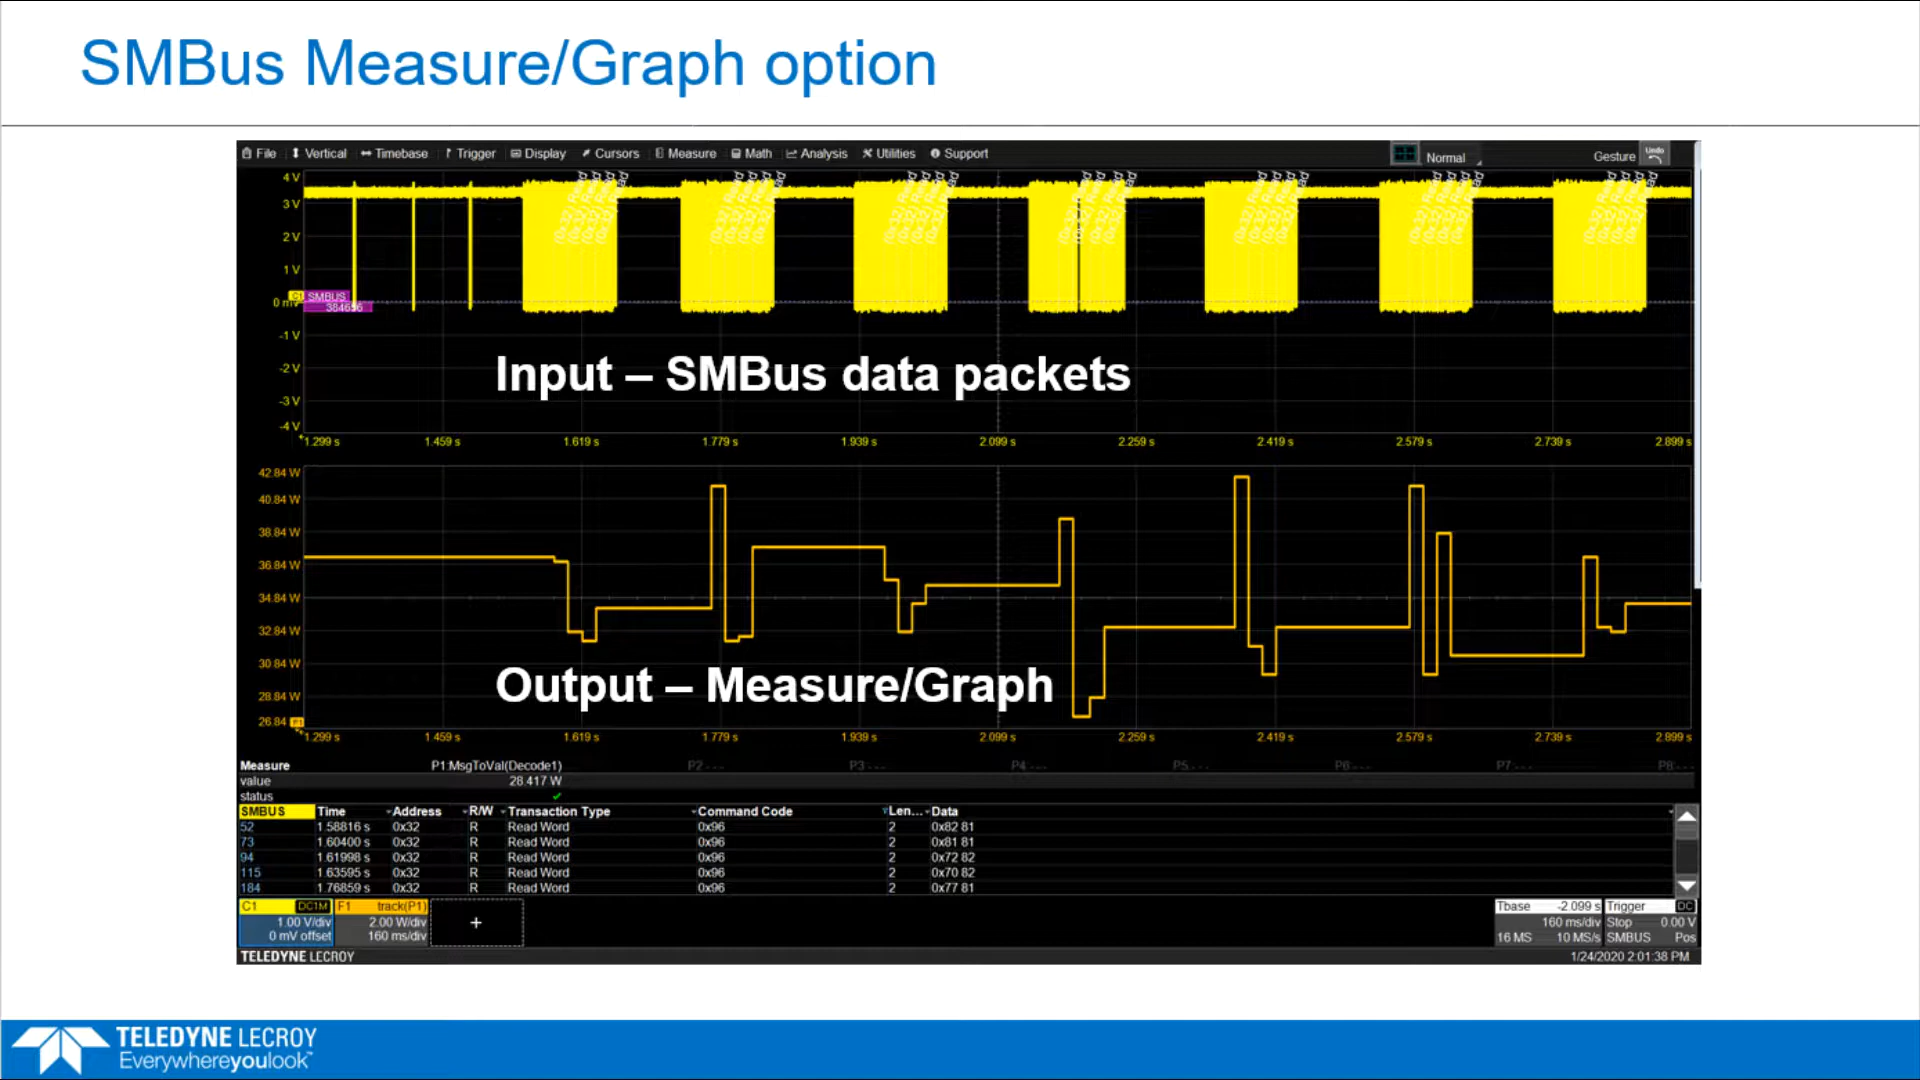 SMBus Measure/Graph option
File Vertical Timebase Trigger Display Cursors Measure Math Analysis Utilities Support Normal Gesture Undo
4 V
3 V
2 V
1 V
0 mV
C1 SMBUS
-1 V
-2 V
-3 V
-4 V
Input – SMBus data packets
1.299 s 1.459 s 1.619 s 1.779 s 1.939 s 2.099 s 2.259 s 2.419 s 2.579 s 2.739 s 2.899 s
42.84 W
40.84 W
38.84 W
36.84 W
34.84 W
32.84 W
30.84 W
28.84 W
26.84
F1
Output – Measure/Graph
1.299 s 1.459 s 1.619 s 1.779 s 1.939 s 2.099 s 2.259 s 2.419 s 2.579 s 2.739 s 2.899 s
Measure P1:MsgToVal(Decode1) P2:--- P3:--- P4:--- P5:--- P6:--- P7:--- P8:---
value 28.417 W
status
SMBUS Time Address R/W Transaction Type Command Code Len... Data
52 1.58816 s 0x32 R Read Word 0x96 2 0x82 81
73 1.60400 s 0x32 R Read Word 0x96 2 0x81 81
94 1.61998 s 0x32 R Read Word 0x96 2 0x72 82
115 1.63595 s 0x32 R Read Word 0x96 2 0x70 82
184 1.76859 s 0x32 R Read Word 0x96 2 0x77 81
C1 DC1M F1 track(P1) Tbase -2.099 s Trigger DC
1.00 V/div 2.00 W/div + 160 ms/div Stop 0.00 V
0 mV offset 160 ms/div 16 MS 10 MS/s SMBUS Pos
TELEDYNE LECROY 1/24/2020 2:01:38 PM
TELEDYNE LECROY
Everywhereyoulook™